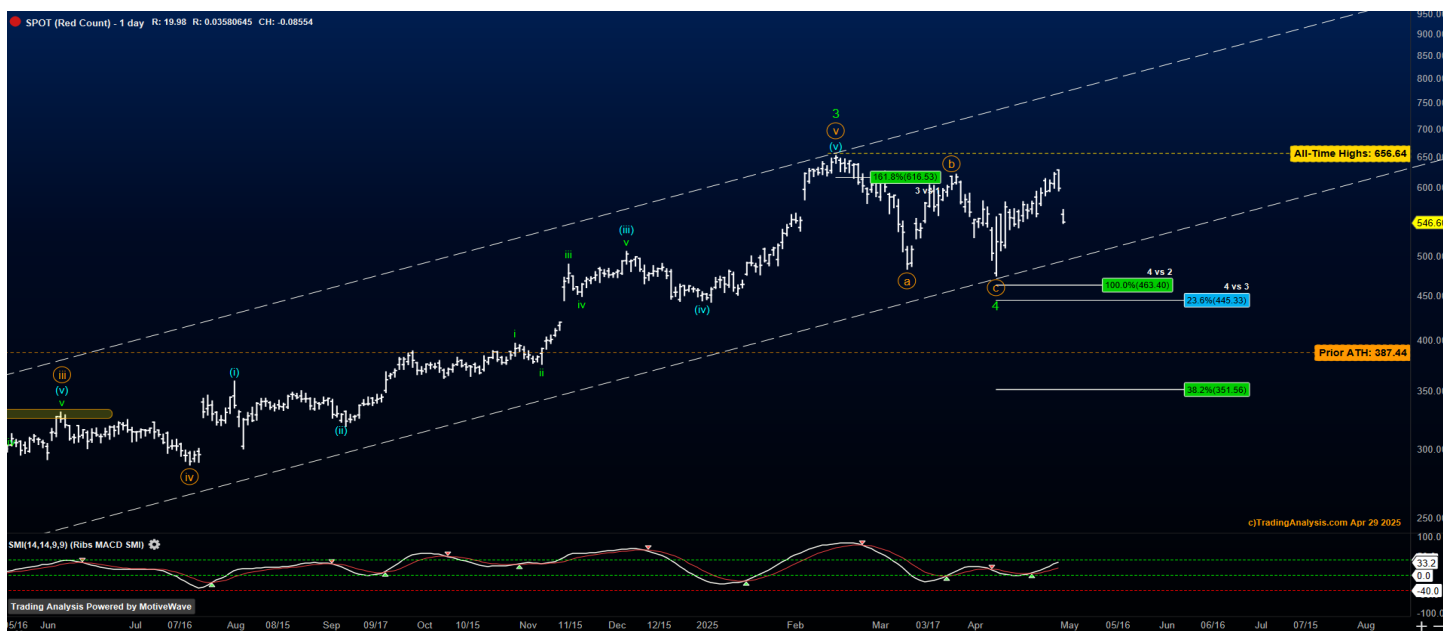 SPOT (Red Count) - 1 day R: 19.98 R: 0.03580645 CH: -0.08554
950.00
900.00
850.00
800.00
750.00
700.00
650.00
600.00
546.60
500.00
450.00
400.00
350.00
300.00
250.00
3
v
(v)
All-Time Highs: 656.64
161.8%(616.53)
3 vs 1
b
a
c
4
4 vs 2
100.0%(463.40)
4 vs 3
23.6%(445.33)
Prior ATH: 387.44
38.2%(351.56)
(iii)
v
iii
iv
(iv)
i
ii
(i)
(ii)
iii
(v)
v
iv
c)TradingAnalysis.com Apr 29 2025
SMI(14,14,9,9) (Ribs MACD SMI)
100.0
33.2
0.0
-40.0
-100.0
Trading Analysis Powered by MotiveWave
05/16 Jun Jul 07/16 Aug 08/15 Sep 09/17 Oct 10/15 Nov 11/15 Dec 12/15 2025 Feb Mar 03/17 Apr May 05/16 Jun 06/16 Jul 07/15 Aug